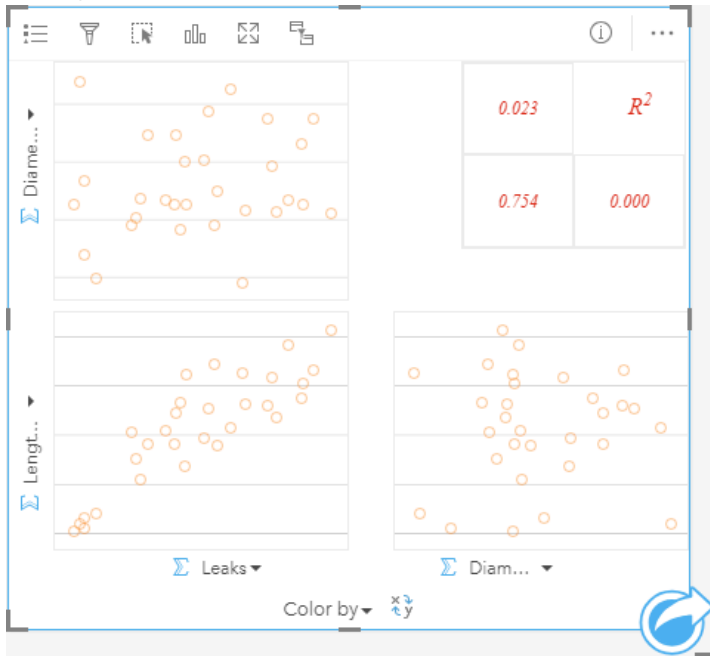 Diame...
0.023 R²
0.754 0.000
Lengt...
Leaks
Diam...
Color by
x y